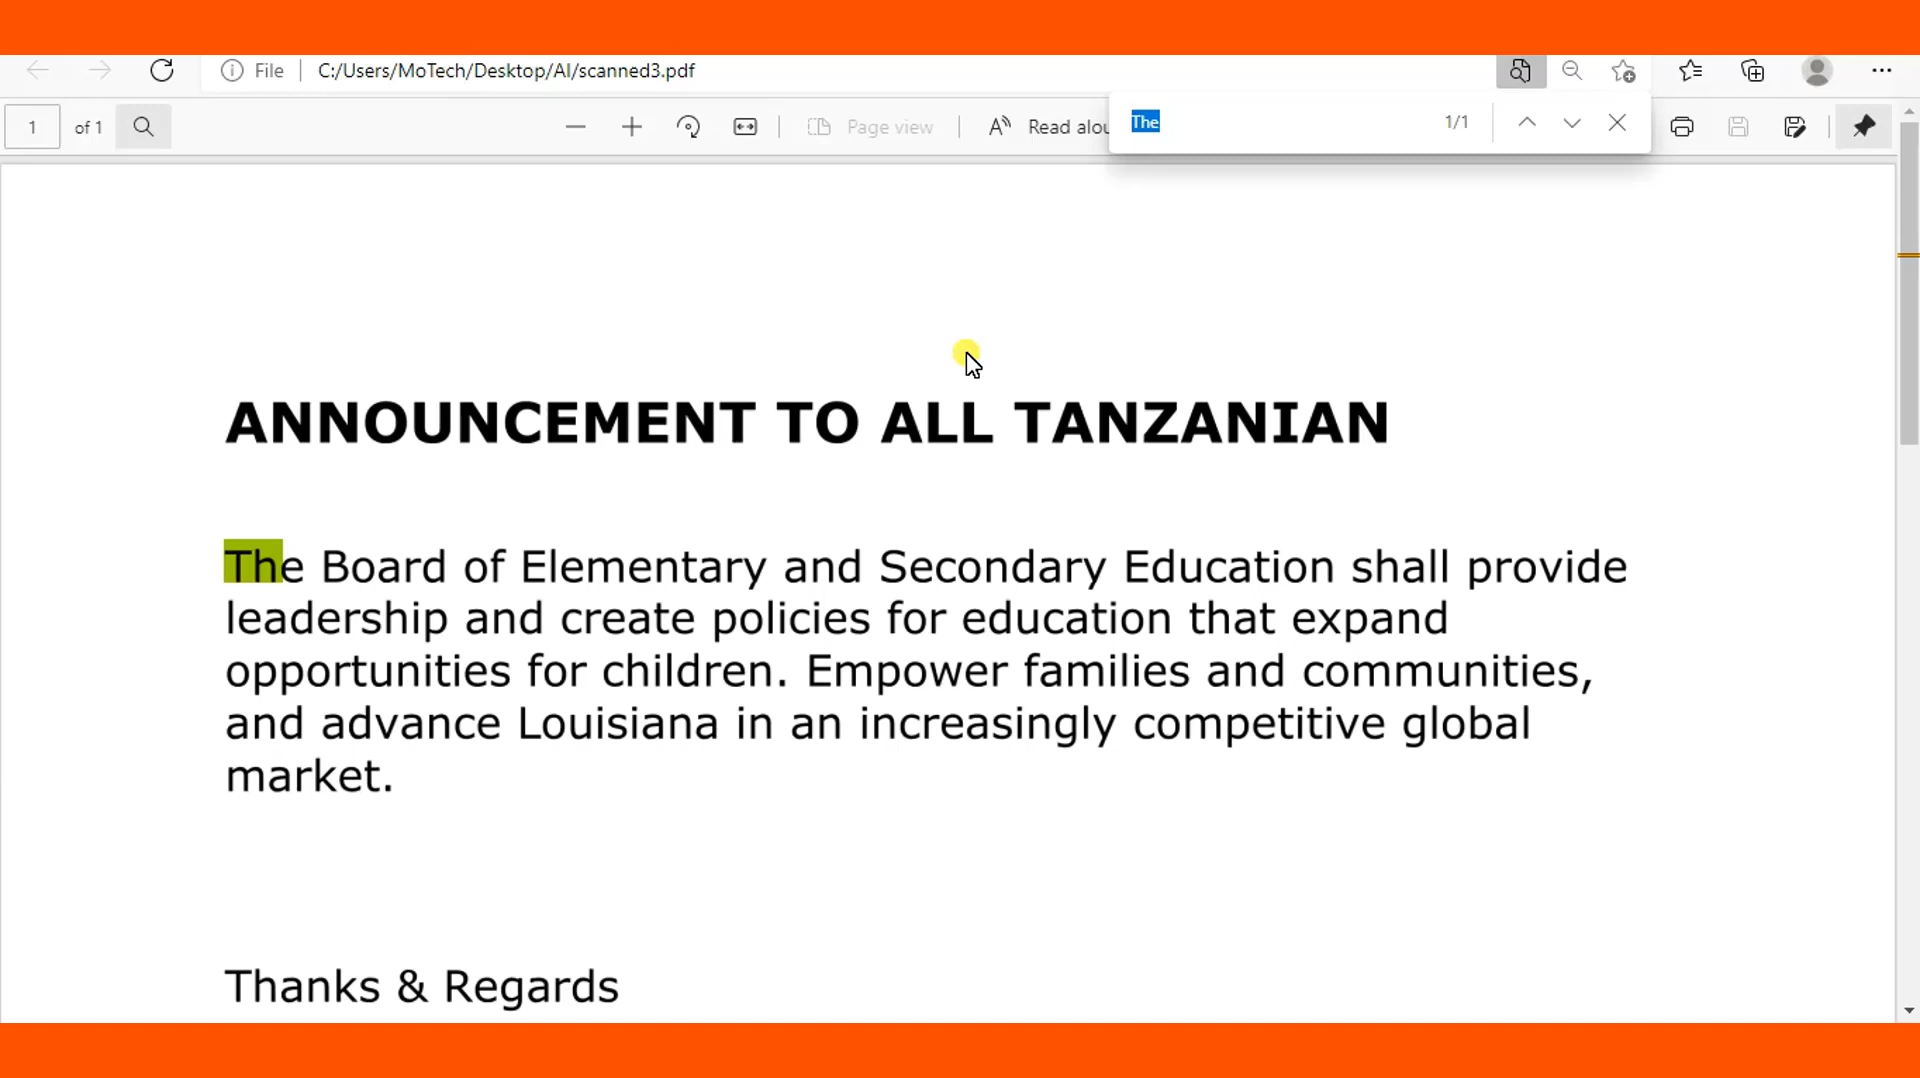 File C:/Users/MoTech/Desktop/AI/scanned3.pdf
1 of 1 Page view Read alou The 1/1
ANNOUNCEMENT TO ALL TANZANIAN
The Board of Elementary and Secondary Education shall provide
leadership and create policies for education that expand
opportunities for children. Empower families and communities,
and advance Louisiana in an increasingly competitive global
market.
Thanks & Regards